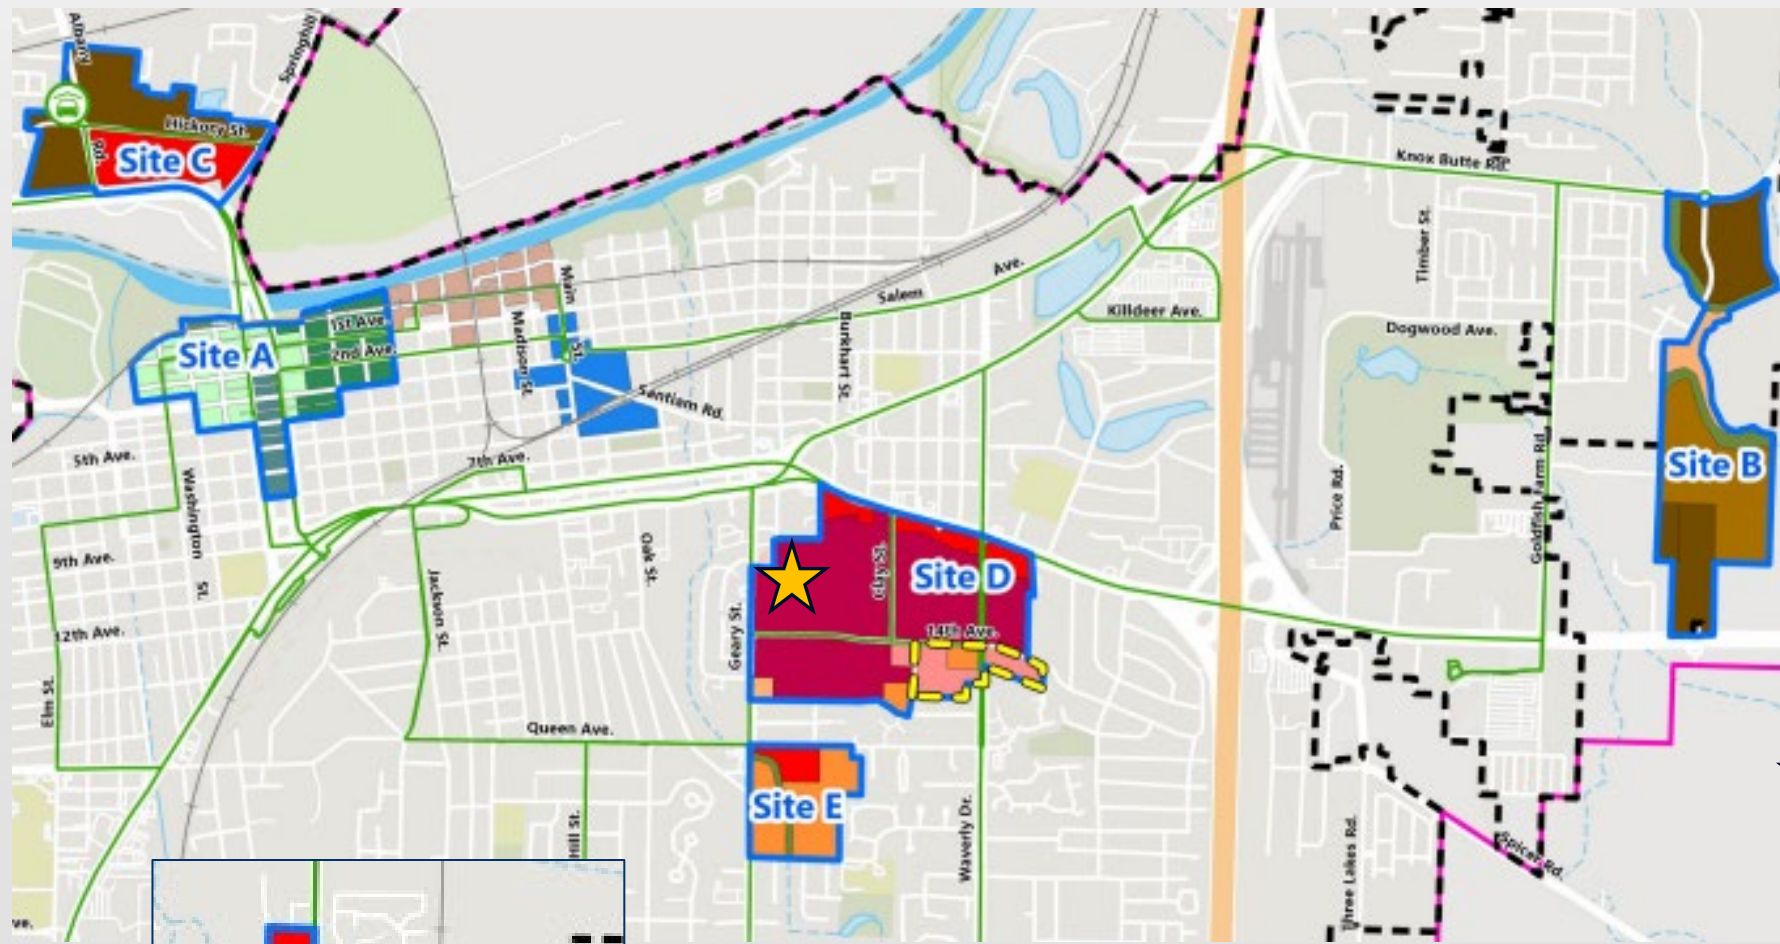 Albany
Springhill
Hickory St.
Rd.
Site C
Knox Butte Rd.
Timber St.
Main
St.
Ave.
Salem
Killdeer Ave.
1st Ave.
Site A
2nd Ave.
Madison St.
Burkhart St.
Dogwood Ave.
Santiam Rd.
5th Ave.
7th Ave.
Site B
Washington
St.
Price Rd.
Goldfish Farm Rd.
9th Ave.
Oak St.
Clay St.
Site D
Jackson St.
12th Ave.
Geary St.
14th Ave.
Elm St.
Queen Ave.
Site E
Hill St.
Waverly Dr.
Three Lakes Rd.
Spicer Rd.
ve.